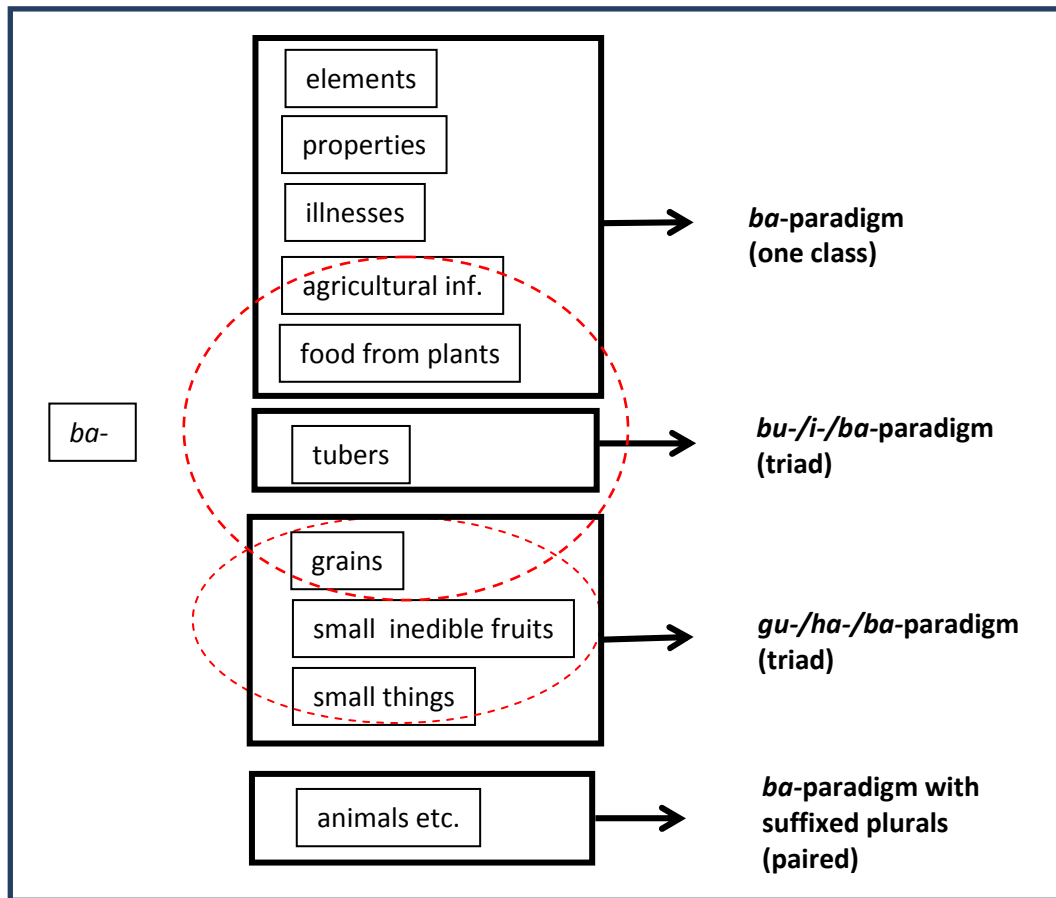 elements
properties
illnesses
agricultural inf.
food from plants
ba-paradigm
(one class)
ba-
tubers
bu-/i-/ba-paradigm
(triad)
grains
small inedible fruits
small things
gu-/ha-/ba-paradigm
(triad)
animals etc.
ba-paradigm with
suffixed plurals
(paired)